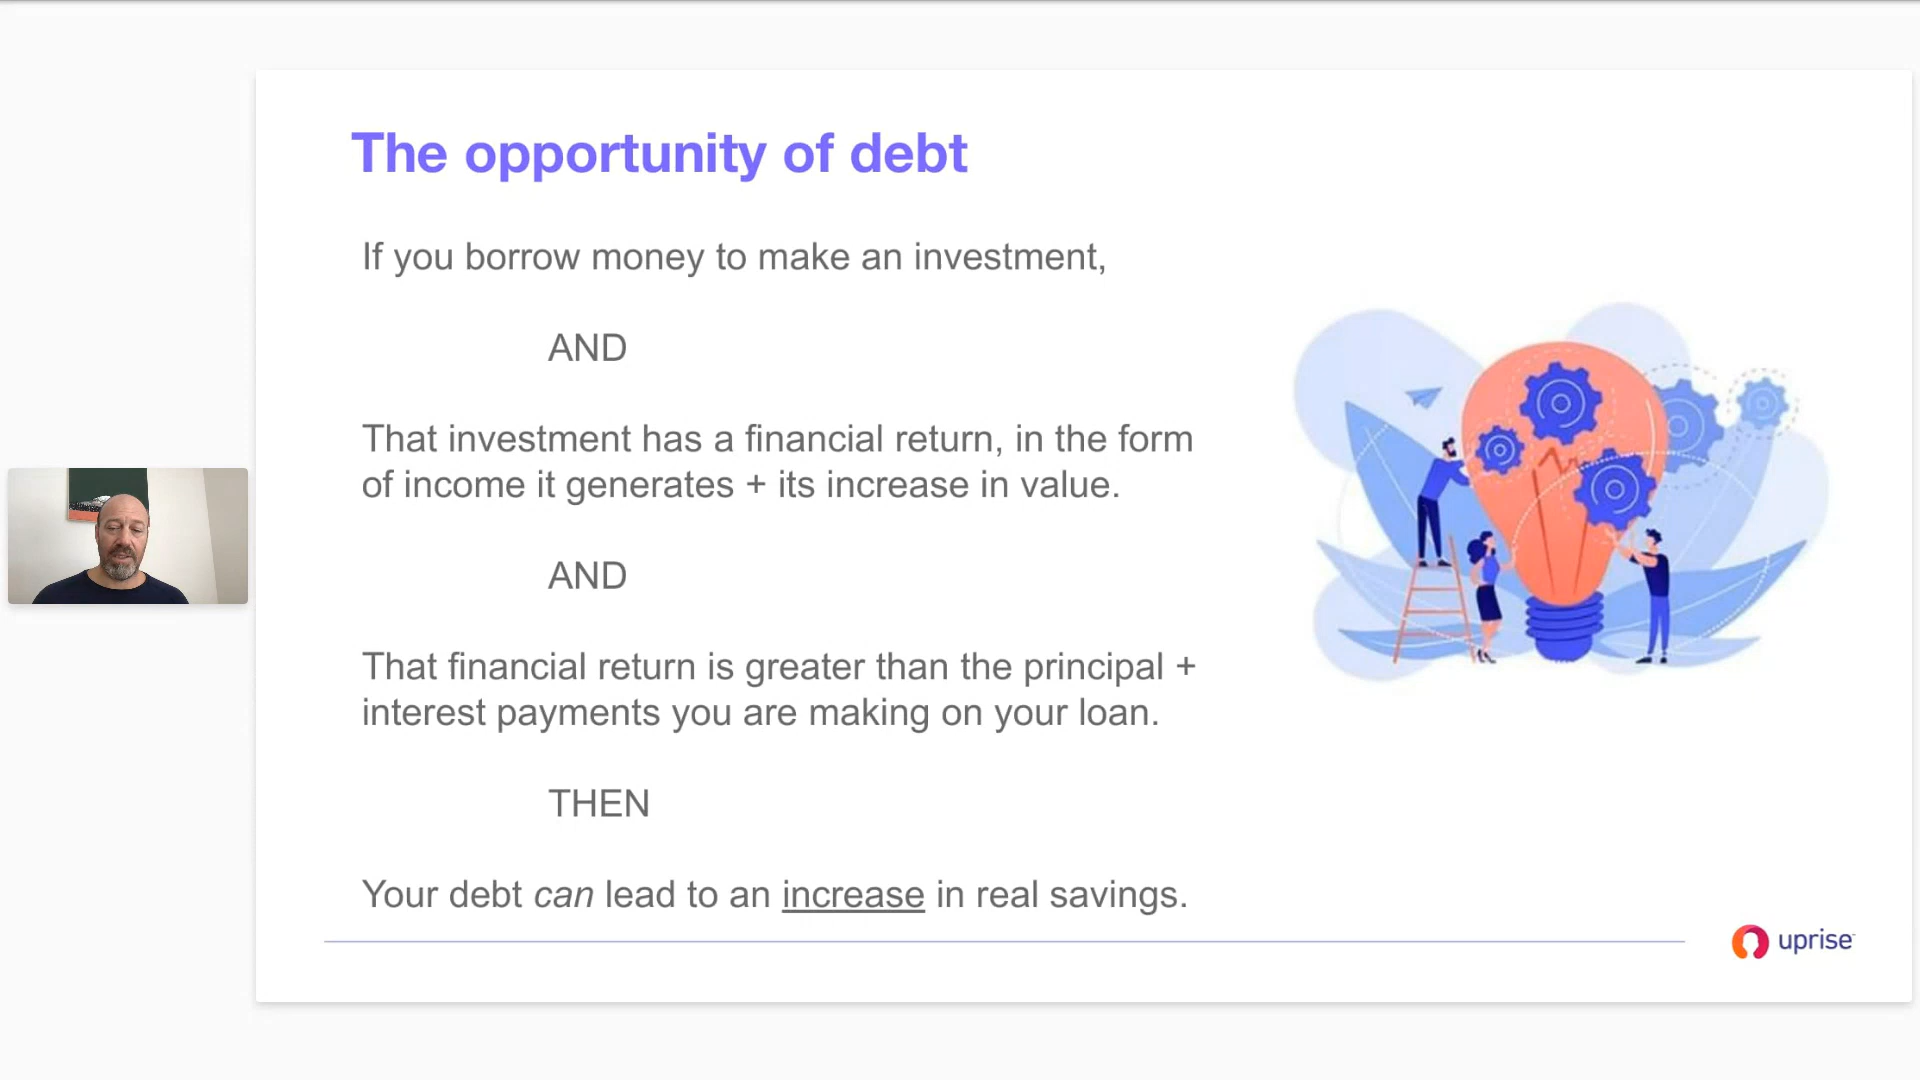 The opportunity of debt
If you borrow money to make an investment,
AND
That investment has a financial return, in the form
of income it generates + its increase in value.
AND
That financial return is greater than the principal +
interest payments you are making on your loan.
THEN
Your debt can lead to an increase in real savings.
uprise